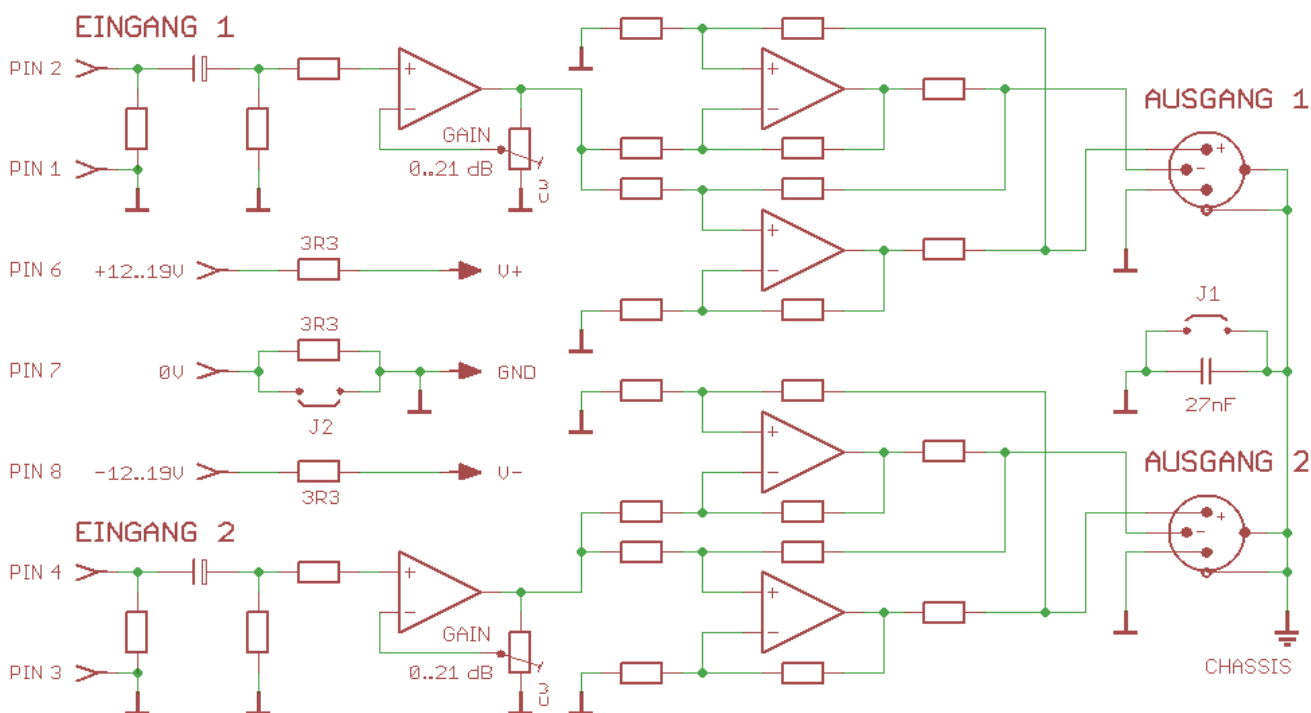 EINGANG 1
PIN 2
PIN 1
GAIN
0..21 dB
3U
AUSGANG 1
+
-
+
-
+
-
+
-
PIN 6
+12..19V
3R3
V+
PIN 7
0V
3R3
J2
GND
J1
27nF
PIN 8
-12..19V
3R3
V-
EINGANG 2
PIN 4
PIN 3
GAIN
0..21 dB
3U
AUSGANG 2
+
-
+
-
+
-
+
-
CHASSIS